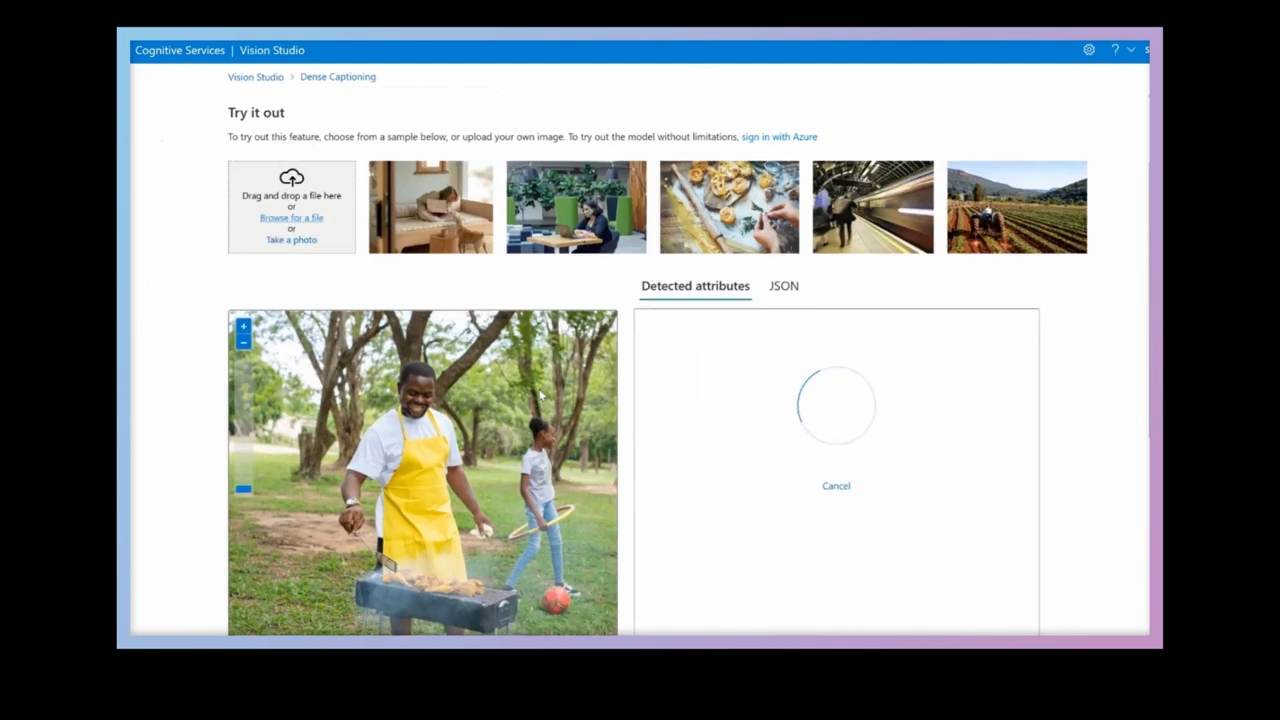 Cognitive Services | Vision Studio
?
Vision Studio > Dense Captioning
Try it out
To try out this feature, choose from a sample below, or upload your own image. To try out the model without limitations, sign in with Azure
Drag and drop a file here
or
Browse for a file
or
Take a photo
Detected attributes JSON
+
−
Cancel